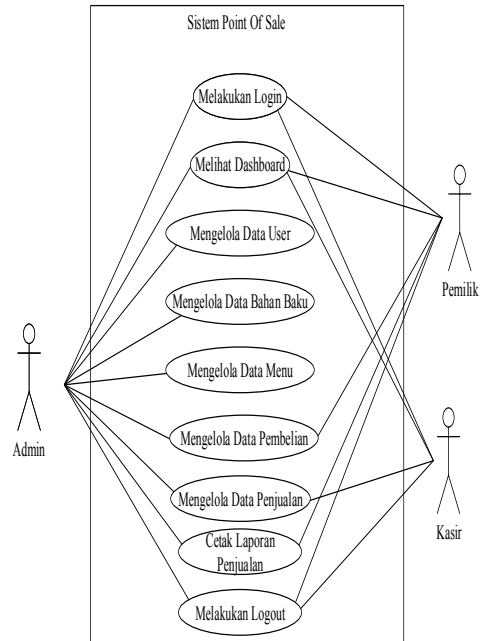 Sistem Point Of Sale
Melakukan Login
Melihat Dashboard
Mengelola Data User
Mengelola Data Bahan Baku
Mengelola Data Menu
Mengelola Data Pembelian
Mengelola Data Penjualan
Cetak Laporan
Penjualan
Melakukan Logout
Admin
Pemilik
Kasir